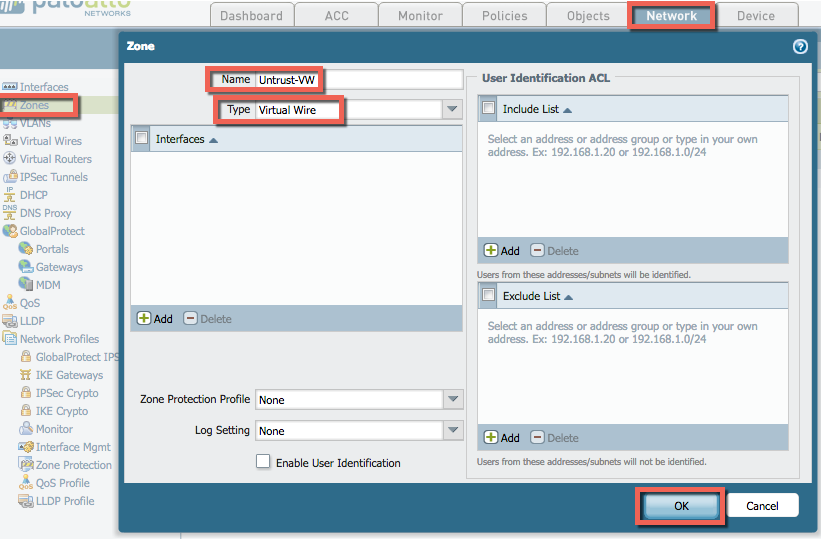 paloalto
NETWORKS
Dashboard ACC Monitor Policies Objects Network Device
Zone
Interfaces
Zones
VLANs
Virtual Wires
Virtual Routers
IPSec Tunnels
DHCP
DNS Proxy
GlobalProtect
Portals
Gateways
MDM
QoS
LLDP
Network Profiles
GlobalProtect IPS
IKE Gateways
IPSec Crypto
IKE Crypto
Monitor
Interface Mgmt
Zone Protection
QoS Profile
LLDP Profile
Name Untrust-VW
Type Virtual Wire
Interfaces
Add Delete
Zone Protection Profile None
Log Setting None
Enable User Identification
User Identification ACL
Include List
Select an address or address group or type in your own
address. Ex: 192.168.1.20 or 192.168.1.0/24
Add Delete
Users from these addresses/subnets will be identified.
Exclude List
Select an address or address group or type in your own
address. Ex: 192.168.1.20 or 192.168.1.0/24
Add Delete
Users from these addresses/subnets will not be identified.
OK Cancel